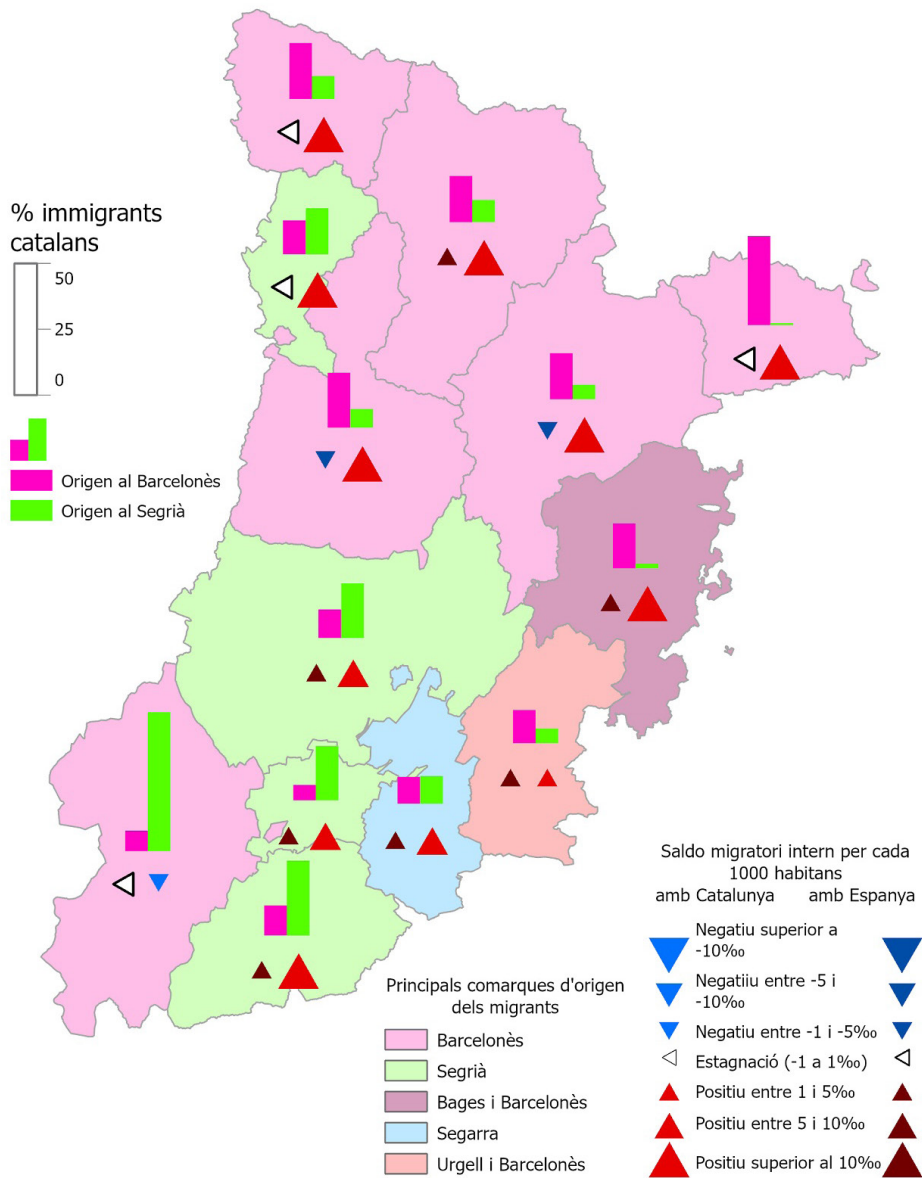 % immigrants
catalans
50
25
0
Origen al Barcelonès
Origen al Segrià
Principals comarques d'origen
dels migrants
Barcelonès
Segrià
Bages i Barcelonès
Segarra
Urgell i Barcelonès
Saldo migratori intern per cada
1000 habitans
amb Catalunya amb Espanya
Negatiu superior a
-10‰
Negatiiu entre -5 i
-10‰
Negatiu entre -1 i -5‰
Estagnació (-1 a 1‰)
Positiu entre 1 i 5‰
Positiu entre 5 i 10‰
Positiu superior al 10‰